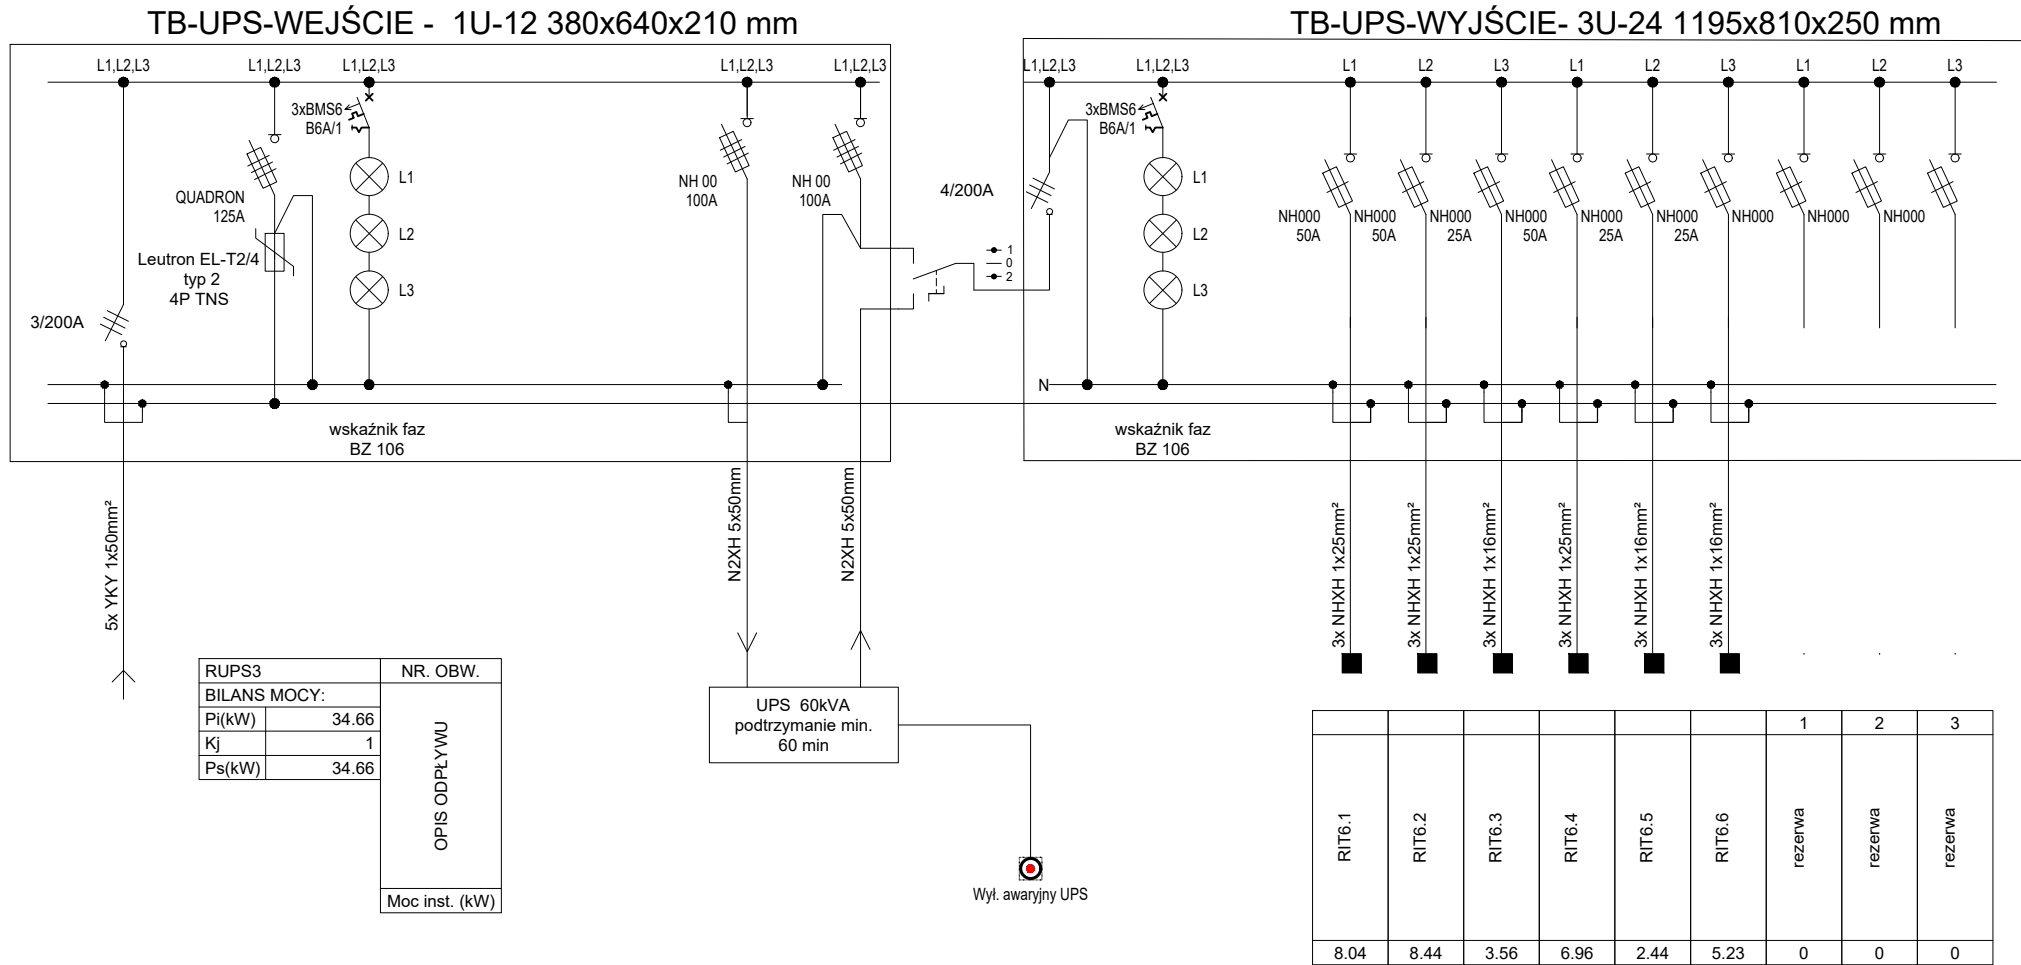 TB-UPS-WEJŚCIE - 1U-12 380x640x210 mm
L1,L2,L3
L1,L2,L3
L1,L2,L3
L1,L2,L3
L1,L2,L3
3xBMS6
B6A/1
QUADRON
125A
L1
L2
L3
Leutron EL-T2/4
typ 2
4P TNS
3/200A
NH 00
100A
NH 00
100A
wskaźnik faz
BZ 106
1
0
2
TB-UPS-WYJŚCIE- 3U-24 1195x810x250 mm
L1,L2,L3
L1,L2,L3
L1
L2
L3
L1
L2
L3
L1
L2
L3
3xBMS6
B6A/1
4/200A
L1
L2
L3
NH000
50A
NH000
50A
NH000
25A
NH000
50A
NH000
25A
NH000
25A
NH000
NH000
NH000
N
wskaźnik faz
BZ 106
5x YKY 1x50mm²
N2XH 5x50mm
N2XH 5x50mm
3x NHXH 1x25mm²
3x NHXH 1x25mm²
3x NHXH 1x16mm²
3x NHXH 1x25mm²
3x NHXH 1x16mm²
3x NHXH 1x16mm²
RUPS3 NR. OBW.
BILANS MOCY:
Pi(kW) 34.66
Kj 1
Ps(kW) 34.66
OPIS ODPŁYWU
Moc inst. (kW)
UPS 60kVA
podtrzymanie min.
60 min
Wył. awaryjny UPS
1 2 3
RIT6.1
RIT6.2
RIT6.3
RIT6.4
RIT6.5
RIT6.6
rezerwa
rezerwa
rezerwa
8.04 8.44 3.56 6.96 2.44 5.23 0 0 0